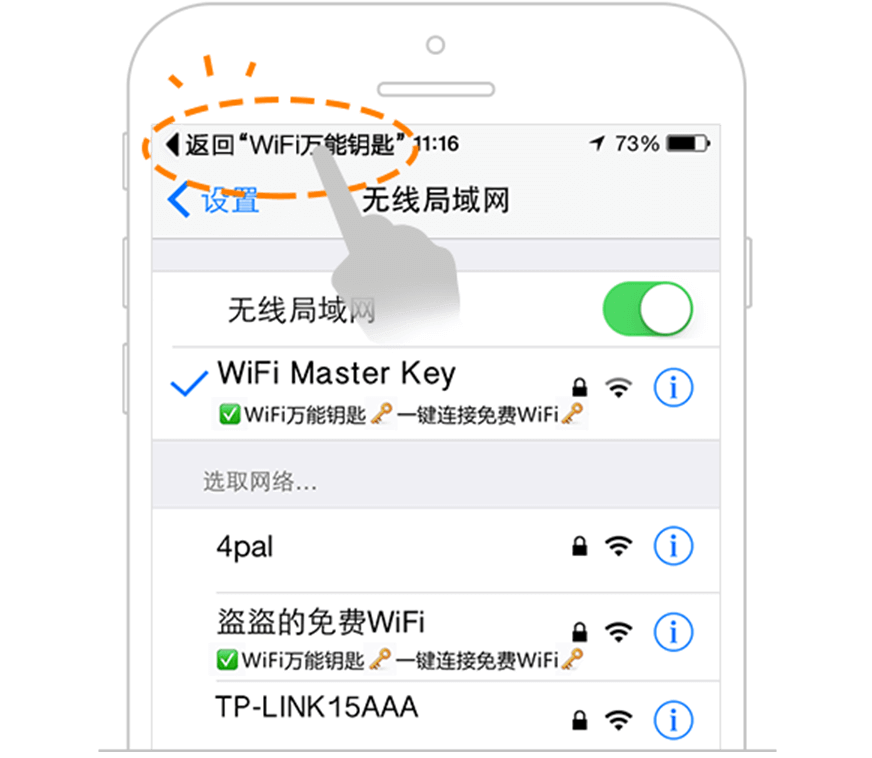 返回“WiFi万能钥匙” 11:16 73%
设置 无线局域网
无线局域网
WiFi Master Key
✅WiFi万能钥匙🔑一键连接免费WiFi🔑
选取网络...
4pal
盗盗的免费WiFi
✅WiFi万能钥匙🔑一键连接免费WiFi🔑
TP-LINK15AAA